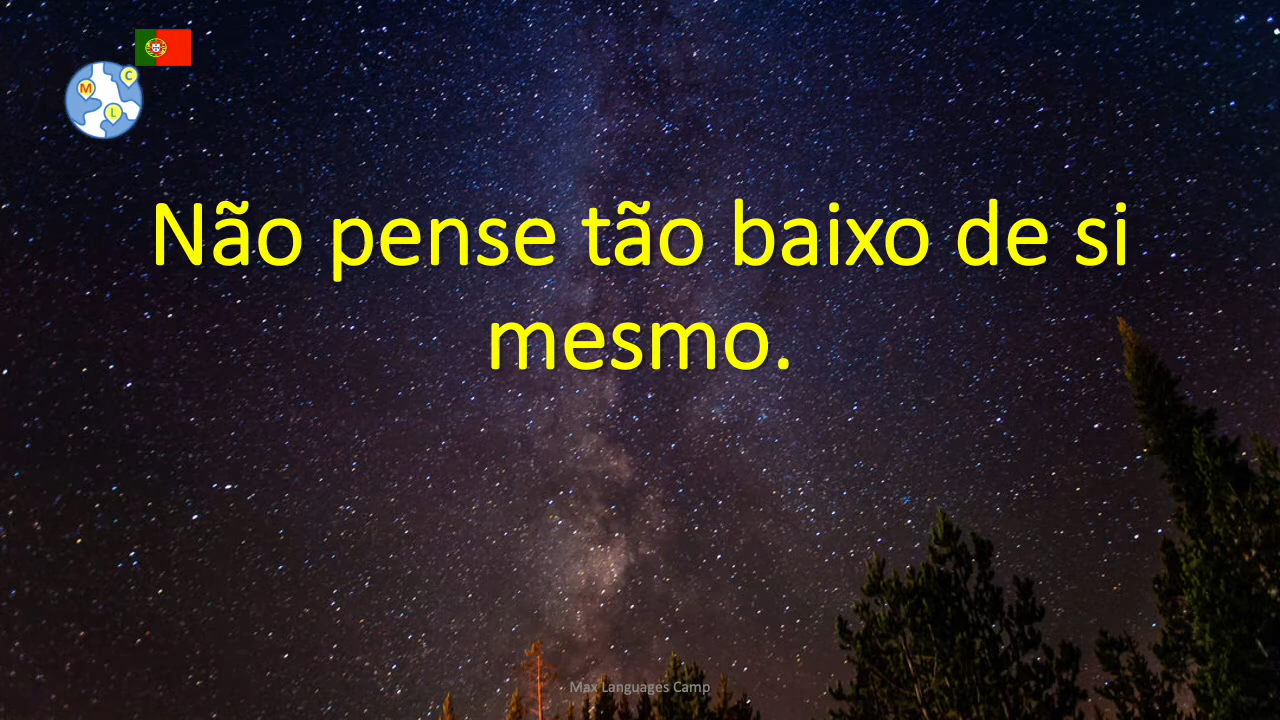 M
C
L
Não pense tão baixo de si
mesmo.
Max Languages Camp